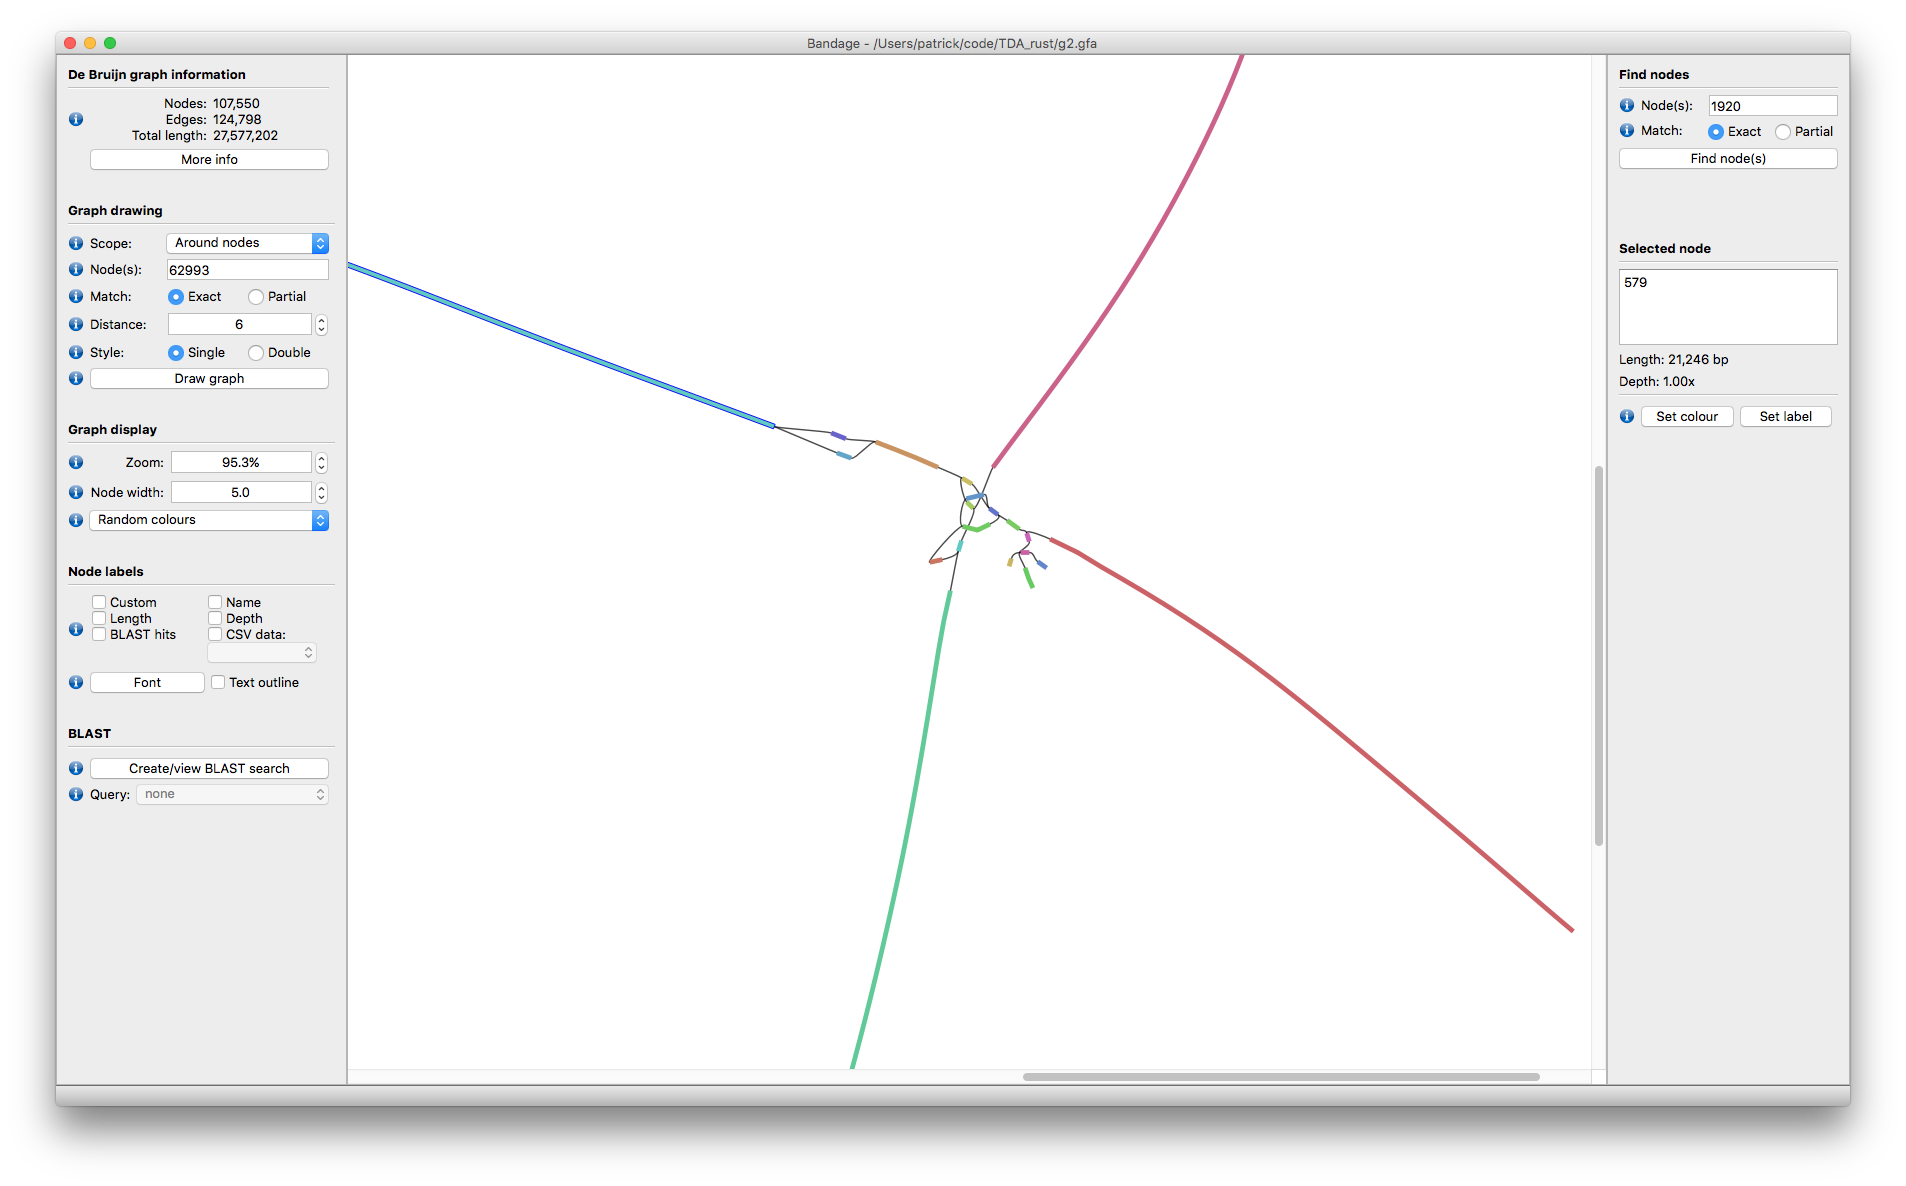 Bandage - /Users/patrick/code/TDA_rust/g2.gfa
De Bruijn graph information
Nodes: 107,550
Edges: 124,798
Total length: 27,577,202
More info
Graph drawing
Scope: Around nodes
Node(s): 62993
Match: Exact Partial
Distance: 6
Style: Single Double
Draw graph
Graph display
Zoom: 95.3%
Node width: 5.0
Random colours
Node labels
Custom Name
Length Depth
BLAST hits CSV data:
Font Text outline
BLAST
Create/view BLAST search
Query: none
Find nodes
Node(s): 1920
Match: Exact Partial
Find node(s)
Selected node
579
Length: 21,246 bp
Depth: 1.00x
Set colour Set label